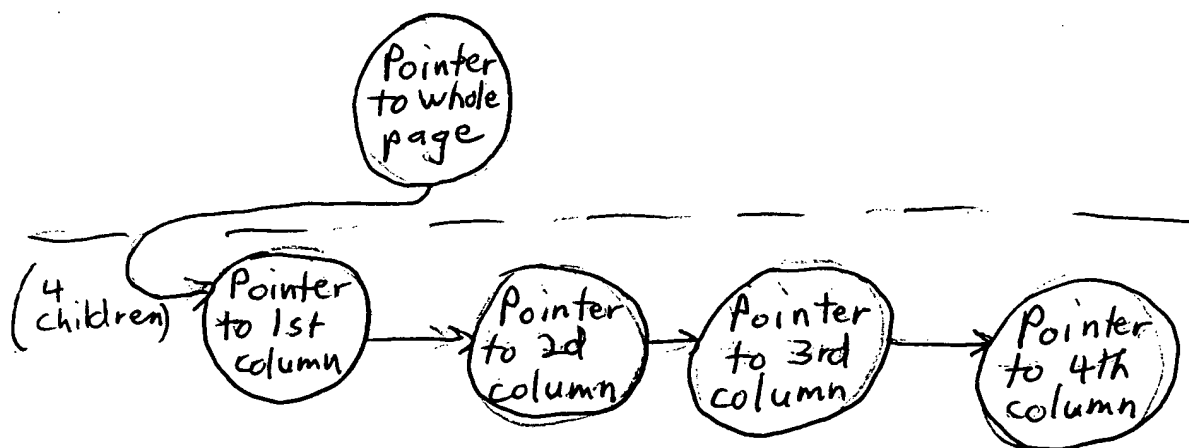 Pointer
to whole
page
(4
children)
Pointer
to 1st
column
Pointer
to 2d
column
Pointer
to 3rd
column
Pointer
to 4th
column